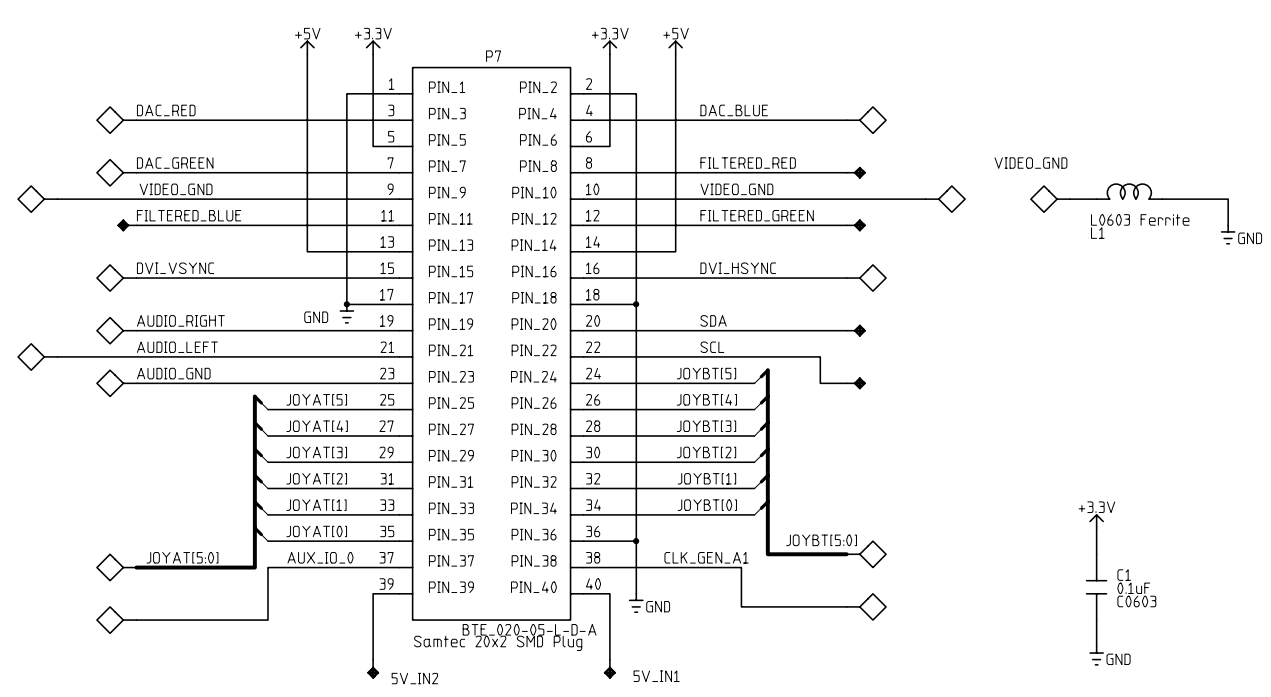 +5V +3.3V +3.3V +5V
P7
1 PIN_1 PIN_2 2
DAC_RED 3 PIN_3 PIN_4 4 DAC_BLUE
5 PIN_5 PIN_6 6
DAC_GREEN 7 PIN_7 PIN_8 8 FILTERED_RED VIDEO_GND
VIDEO_GND 9 PIN_9 PIN_10 10 VIDEO_GND
FILTERED_BLUE 11 PIN_11 PIN_12 12 FILTERED_GREEN L0603 Ferrite
L1
13 PIN_13 PIN_14 14 GND
DVI_VSYNC 15 PIN_15 PIN_16 16 DVI_HSYNC
17 PIN_17 PIN_18 18
GND
AUDIO_RIGHT 19 PIN_19 PIN_20 20 SDA
AUDIO_LEFT 21 PIN_21 PIN_22 22 SCL
AUDIO_GND 23 PIN_23 PIN_24 24 JOYBT[5]
JOYAT[5] 25 PIN_25 PIN_26 26 JOYBT[4]
JOYAT[4] 27 PIN_27 PIN_28 28 JOYBT[3]
JOYAT[3] 29 PIN_29 PIN_30 30 JOYBT[2]
JOYAT[2] 31 PIN_31 PIN_32 32 JOYBT[1]
JOYAT[1] 33 PIN_33 PIN_34 34 JOYBT[0]
+3.3V
JOYAT[0] 35 PIN_35 PIN_36 36 JOYBT[5:0]
JOYAT[5:0] AUX_IO_0 37 PIN_37 PIN_38 38 CLK_GEN_A1
39 PIN_39 PIN_40 40
C1
0.1uF
C0603
GND
BTE_020-05-L-D-A
Samtec 20x2 SMD Plug
GND
5V_IN2 5V_IN1